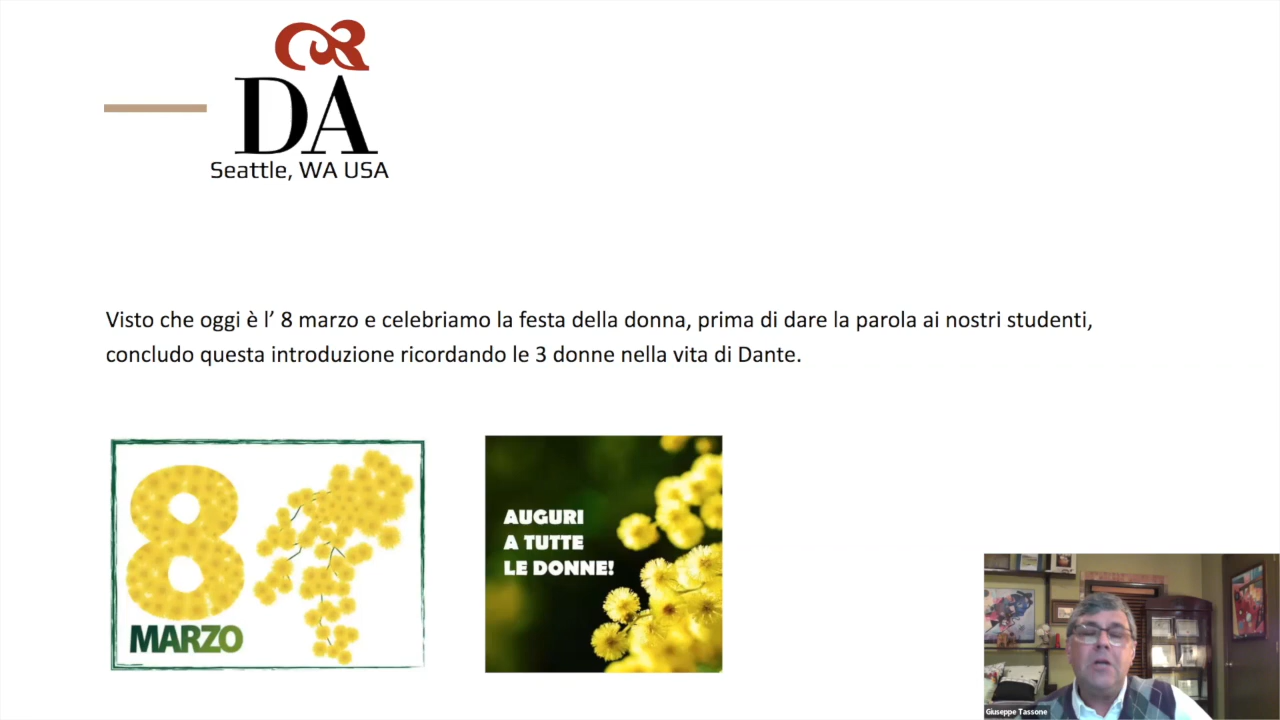 DA
Seattle, WA USA
Visto che oggi è l’ 8 marzo e celebriamo la festa della donna, prima di dare la parola ai nostri studenti,
concludo questa introduzione ricordando le 3 donne nella vita di Dante.
8
MARZO
AUGURI
A TUTTE
LE DONNE!
Giuseppe Tassone